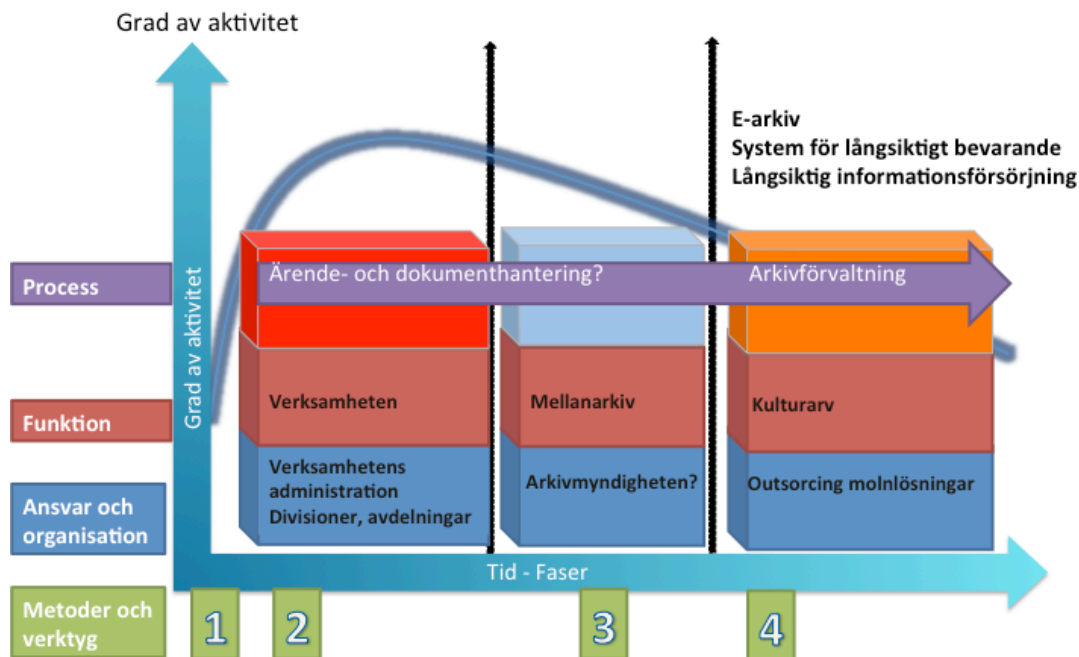 Grad av aktivitet
E-arkiv
System för långsiktigt bevarande
Långsiktig informationsförsörjning
Grad av aktivitet
Process
Ärende- och dokumenthantering?
Arkivförvaltning
Funktion
Verksamheten
Mellanarkiv
Kulturarv
Ansvar och
organisation
Verksamhetens
administration
Divisioner, avdelningar
Arkivmyndigheten?
Outsorcing molnlösningar
Tid - Faser
Metoder och
verktyg
1
2
3
4